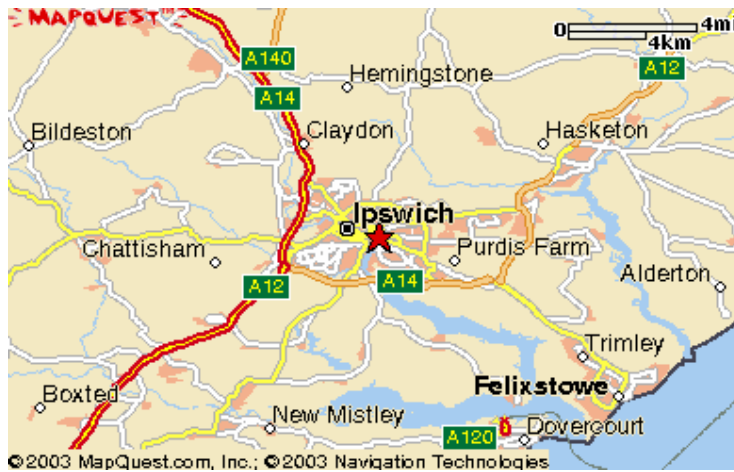 MAPQUEST
0 4mi
4km
A140
A12
A14
Hemingstone
Bildeston
Claydon
Hasketon
Ipswich
Chattisham
Purdis Farm
A12
A14
Alderton
Trimley
Felixstowe
Boxted
New Mistley
A120
Dovercourt
©2003 MapQuest.com, Inc.; ©2003 Navigation Technologies